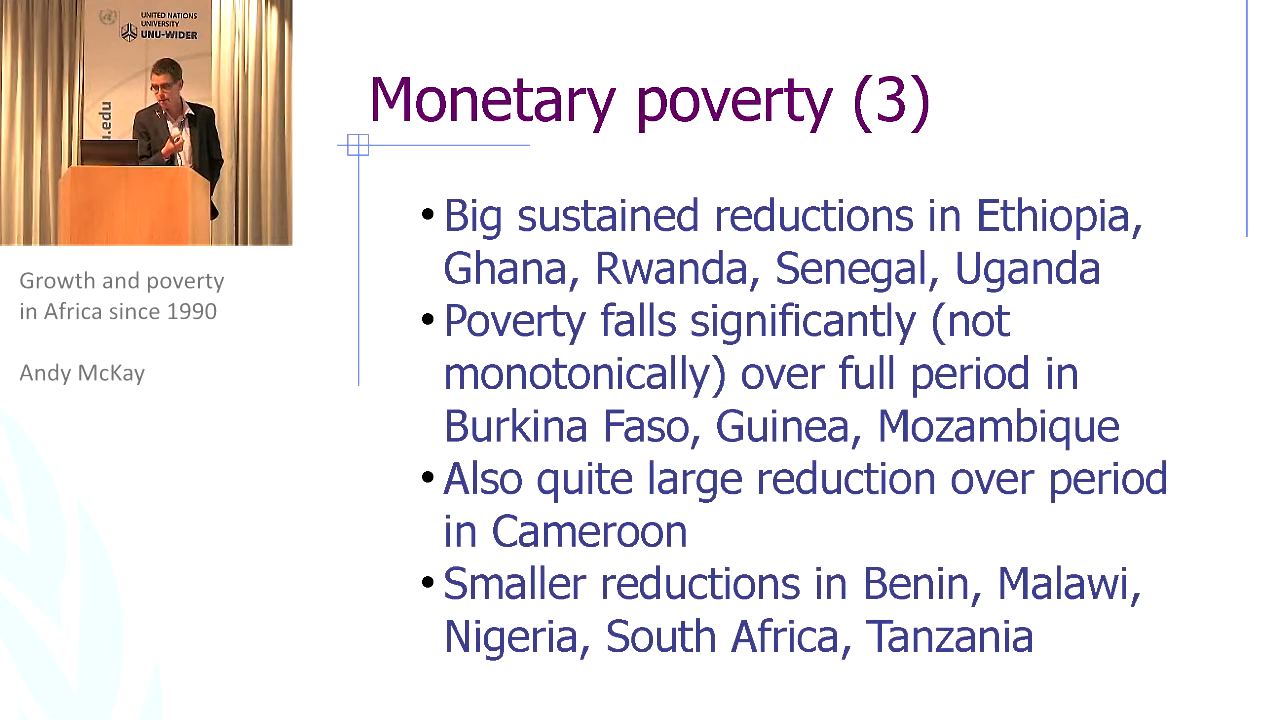 UNITED NATIONS
UNIVERSITY
UNU-WIDER
u.edu
Growth and poverty
in Africa since 1990
Andy McKay
Monetary poverty (3)
• Big sustained reductions in Ethiopia,
Ghana, Rwanda, Senegal, Uganda
• Poverty falls significantly (not
monotonically) over full period in
Burkina Faso, Guinea, Mozambique
• Also quite large reduction over period
in Cameroon
• Smaller reductions in Benin, Malawi,
Nigeria, South Africa, Tanzania